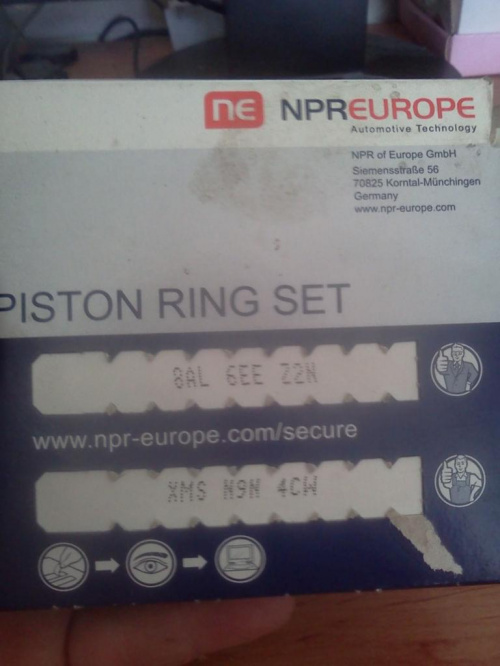 ne NPREUROPE
Automotive Technology
NPR of Europe GmbH
Siemensstraße 56
70825 Korntal-Münchingen
Germany
www.npr-europe.com
PISTON RING SET
8AL 6EE Z2N
www.npr-europe.com/secure
XMS N9N 4CW